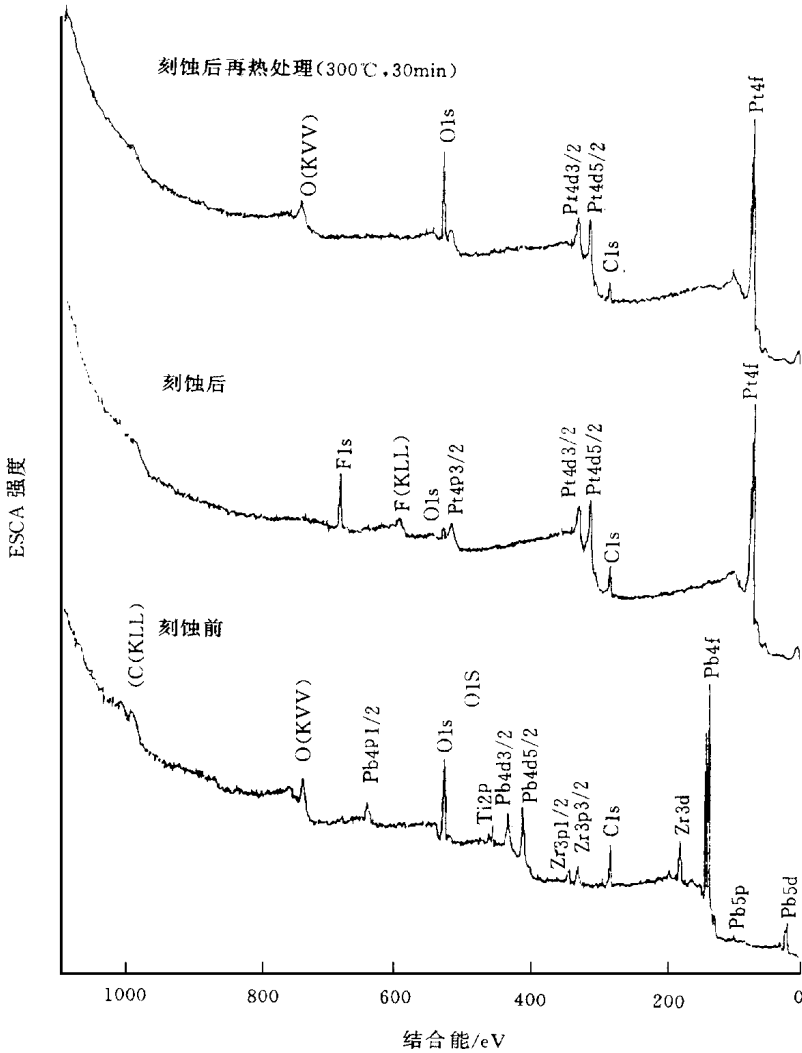 刻蚀后再热处理(300℃,30min)
O(KVV)
O1s
Pt4d3/2
Pt4d5/2
C1s
Pt4f
刻蚀后
F1s
F(KLL)
O1s
Pt4P3/2
Pt4d3/2
Pt4d5/2
C1s
Pt4f
ESCA 强度
刻蚀前
(C(KLL)
O(KVV)
Pb4P1/2
O1s
O1S
Ti2p
Pb4d3/2
Pb4d5/2
Zr3p1/2
Zr3p3/2
C1s
Zr3d
Pb4f
Pb5p
Pb5d
1000 800 600 400 200 0
结合能/eV